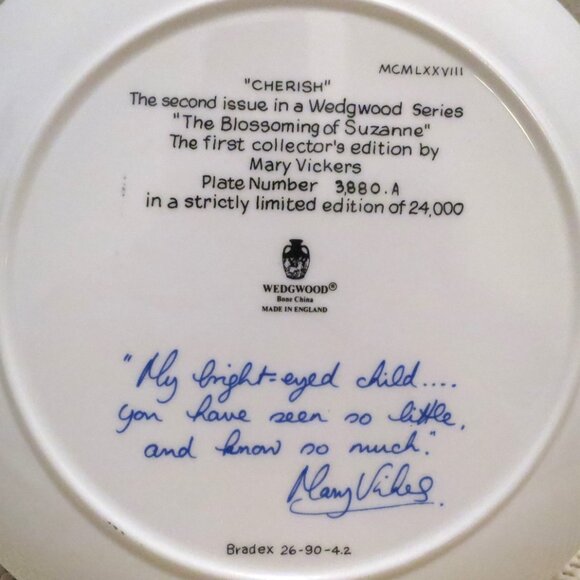 MCMLXXVIII
"CHERISH"
The second issue in a Wedgwood Series
"The Blossoming of Suzanne"
The first collector's edition by
Mary Vickers
Plate Number 3,880.A
in a strictly limited edition of 24,000
WEDGWOOD®
Bone China
MADE IN ENGLAND
"My bright-eyed child....
you have seen so little,
and know so much."
Mary Vickers.
Bradex 26-90-4.2